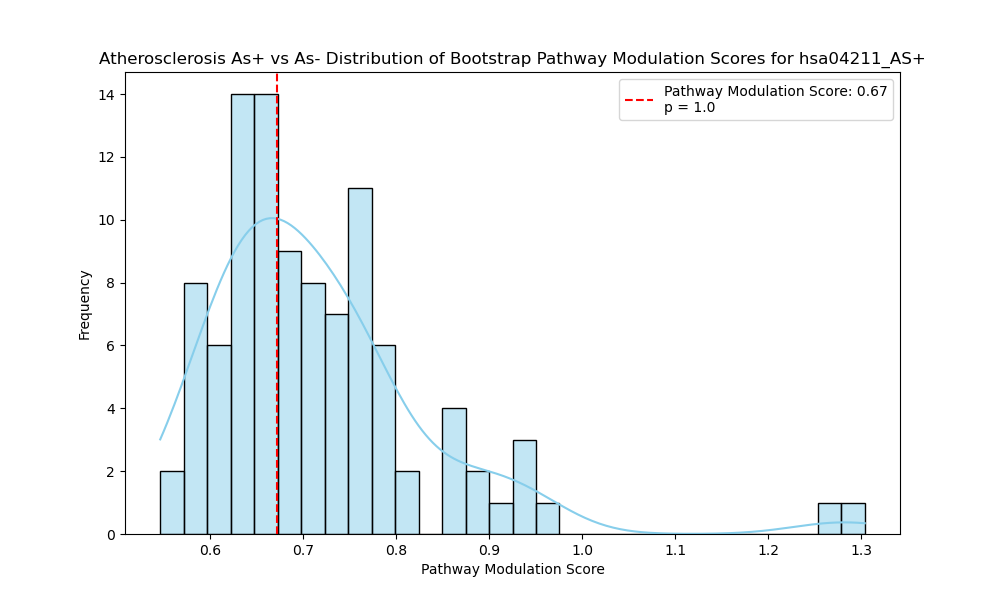 Atherosclerosis As+ vs As- Distribution of Bootstrap Pathway Modulation Scores for hsa04211_AS+
Pathway Modulation Score: 0.67
p = 1.0
Frequency
14
12
10
8
6
4
2
0
0.6 0.7 0.8 0.9 1.0 1.1 1.2 1.3
Pathway Modulation Score